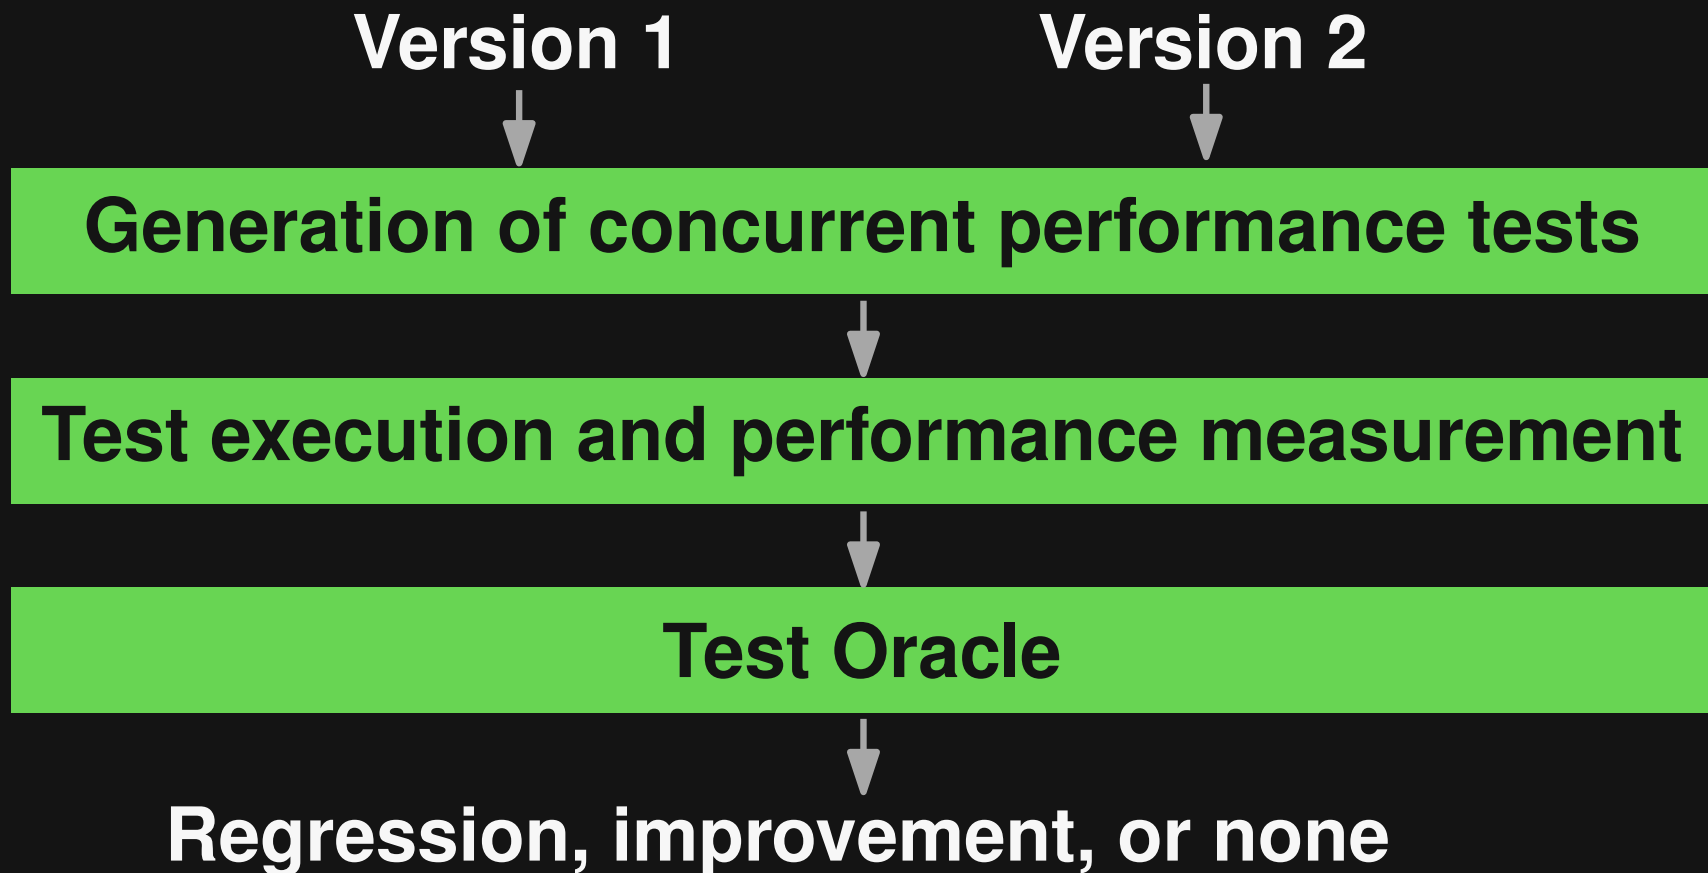 Version 1
Version 2
Generation of concurrent performance tests
Test execution and performance measurement
Test Oracle
Regression, improvement, or none